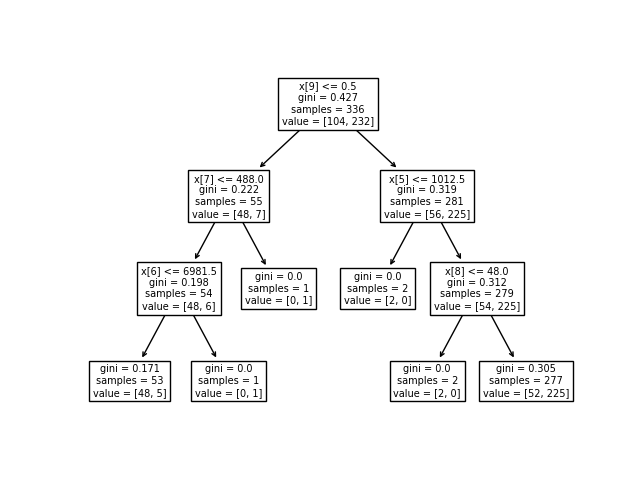 x[9] <= 0.5
gini = 0.427
samples = 336
value = [104, 232]
x[7] <= 488.0
gini = 0.222
samples = 55
value = [48, 7]
x[5] <= 1012.5
gini = 0.319
samples = 281
value = [56, 225]
x[6] <= 6981.5
gini = 0.198
samples = 54
value = [48, 6]
gini = 0.0
samples = 1
value = [0, 1]
gini = 0.0
samples = 2
value = [2, 0]
x[8] <= 48.0
gini = 0.312
samples = 279
value = [54, 225]
gini = 0.171
samples = 53
value = [48, 5]
gini = 0.0
samples = 1
value = [0, 1]
gini = 0.0
samples = 2
value = [2, 0]
gini = 0.305
samples = 277
value = [52, 225]